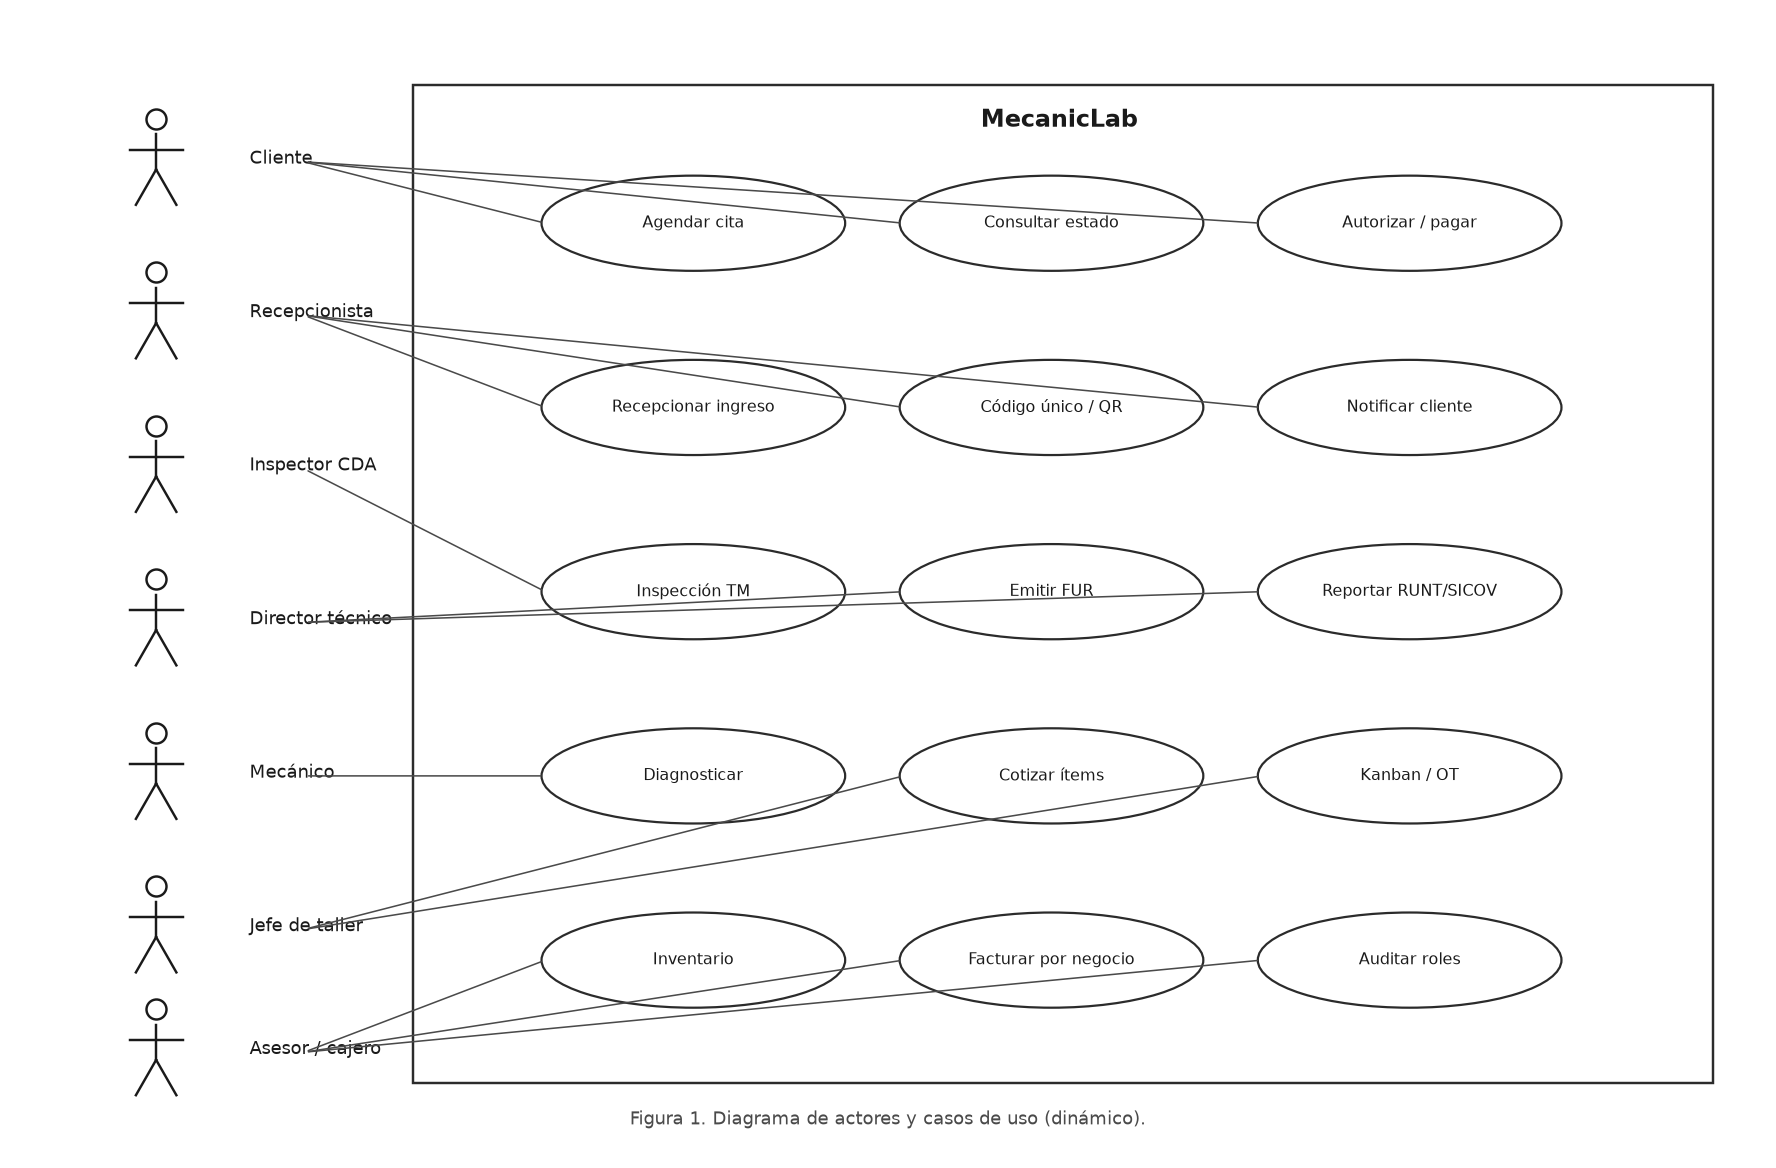 MecanicLab
Cliente
Agendar cita
Consultar estado
Autorizar / pagar
Recepcionista
Recepcionar ingreso
Código único / QR
Notificar cliente
Inspector CDA
Inspección TM
Emitir FUR
Reportar RUNT/SICOV
Director técnico
Mecánico
Diagnosticar
Cotizar ítems
Kanban / OT
Jefe de taller
Inventario
Facturar por negocio
Auditar roles
Asesor / cajero
Figura 1. Diagrama de actores y casos de uso (dinámico).